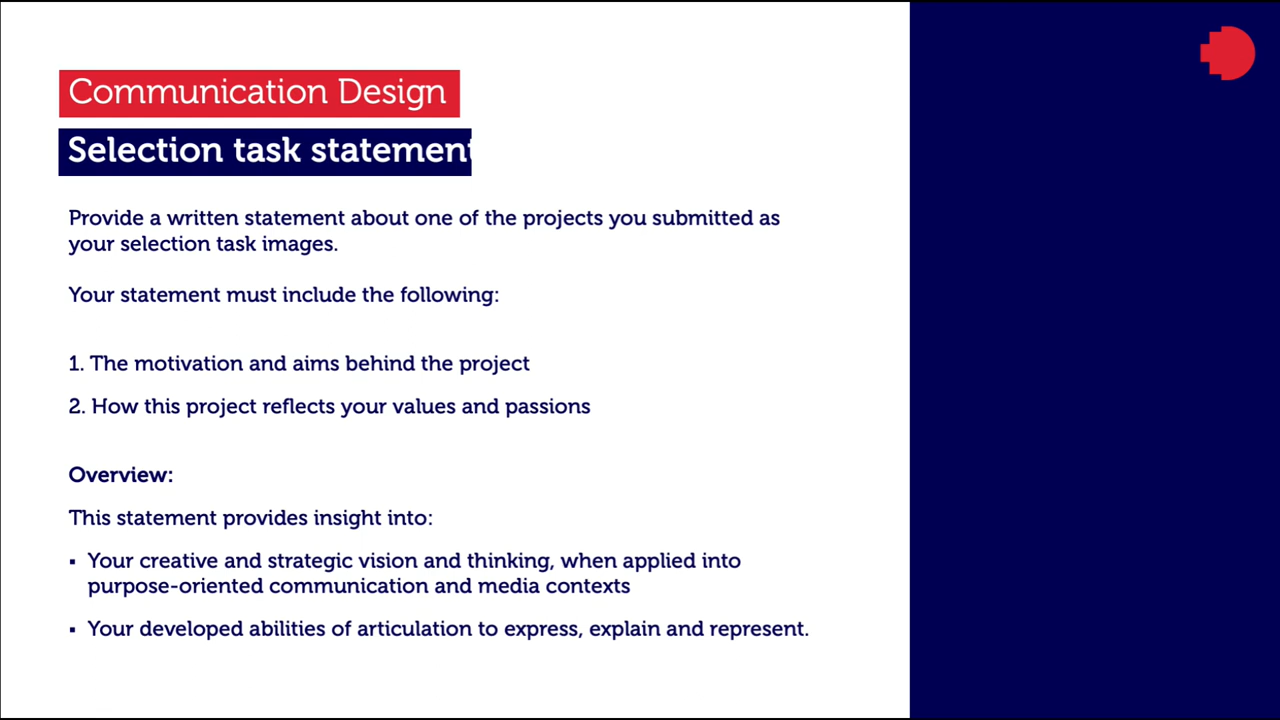 Communication Design
Selection task statement
Provide a written statement about one of the projects you submitted as
your selection task images.
Your statement must include the following:
1. The motivation and aims behind the project
2. How this project reflects your values and passions
Overview:
This statement provides insight into:
▪ Your creative and strategic vision and thinking, when applied into
purpose-oriented communication and media contexts
▪ Your developed abilities of articulation to express, explain and represent.